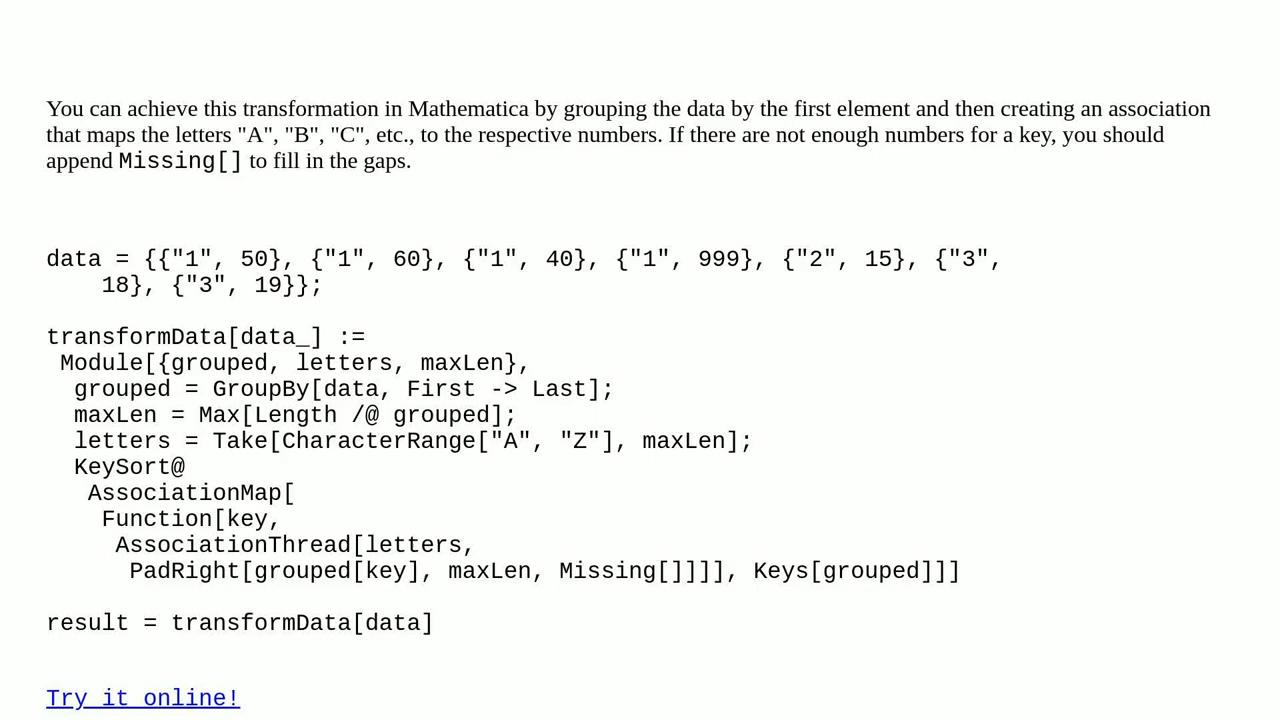 You can achieve this transformation in Mathematica by grouping the data by the first element and then creating an association
that maps the letters "A", "B", "C", etc., to the respective numbers. If there are not enough numbers for a key, you should
append Missing[] to fill in the gaps.
data = {{"1", 50}, {"1", 60}, {"1", 40}, {"1", 999}, {"2", 15}, {"3",
    18}, {"3", 19}};
transformData[data_] :=
 Module[{grouped, letters, maxLen},
  grouped = GroupBy[data, First -> Last];
  maxLen = Max[Length /@ grouped];
  letters = Take[CharacterRange["A", "Z"], maxLen];
  KeySort@
   AssociationMap[
    Function[key,
     AssociationThread[letters,
      PadRight[grouped[key], maxLen, Missing[]]]], Keys[grouped]]]
result = transformData[data]
Try it online!